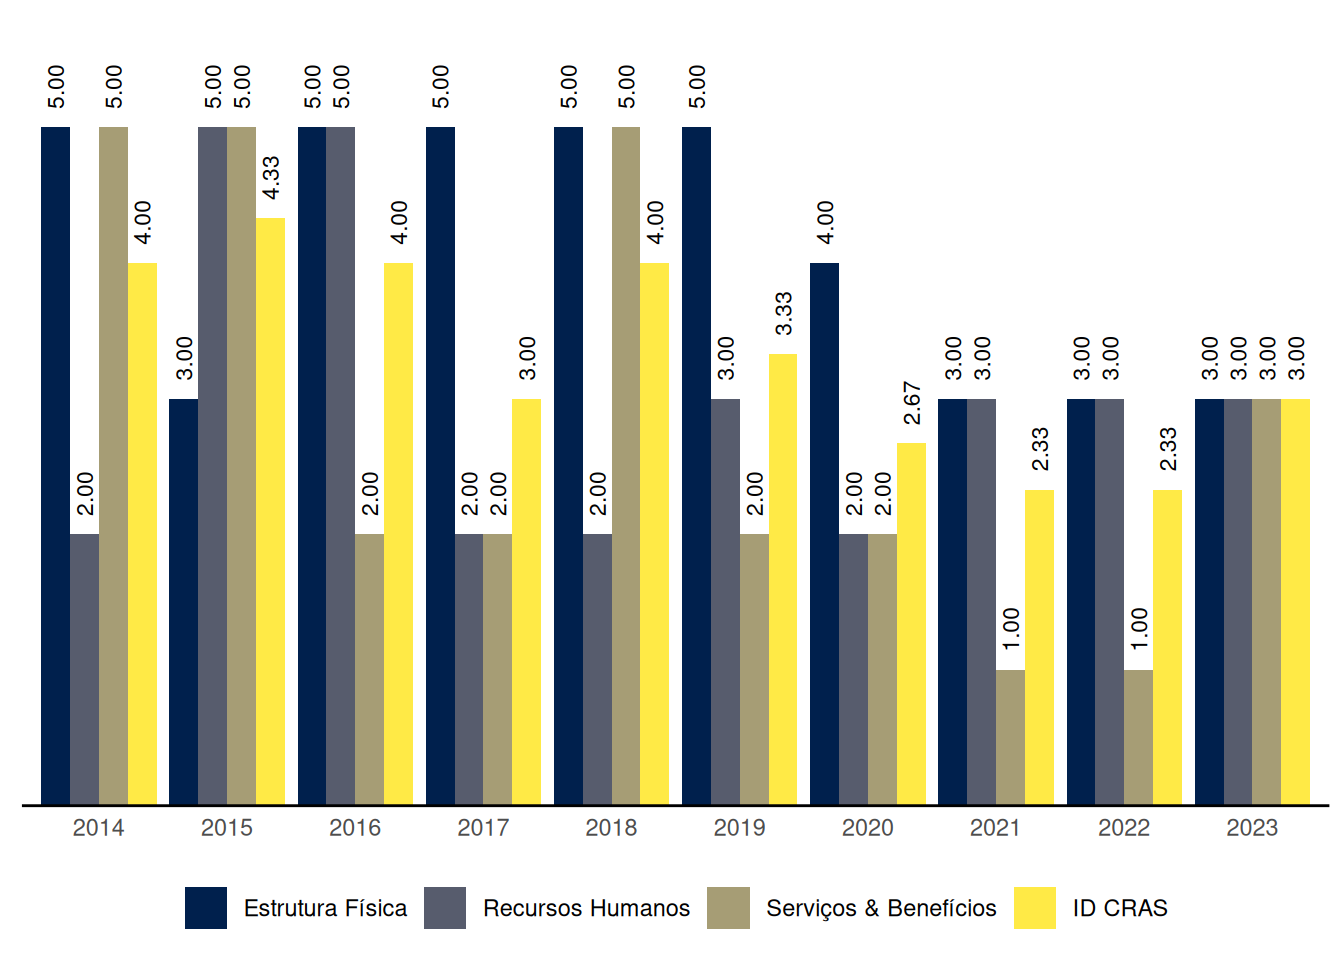 5.00 2.00 5.00 4.00 3.00 5.00 5.00 4.33 5.00 5.00 2.00 4.00 5.00 2.00 2.00 3.00 5.00 2.00 5.00 4.00 5.00 3.00 2.00 3.33 4.00 2.00 2.00 2.67 3.00 3.00 1.00 2.33 3.00 3.00 1.00 2.33 3.00 3.00 3.00 3.00
2014 2015 2016 2017 2018 2019 2020 2021 2022 2023
Estrutura Física Recursos Humanos Serviços & Benefícios ID CRAS